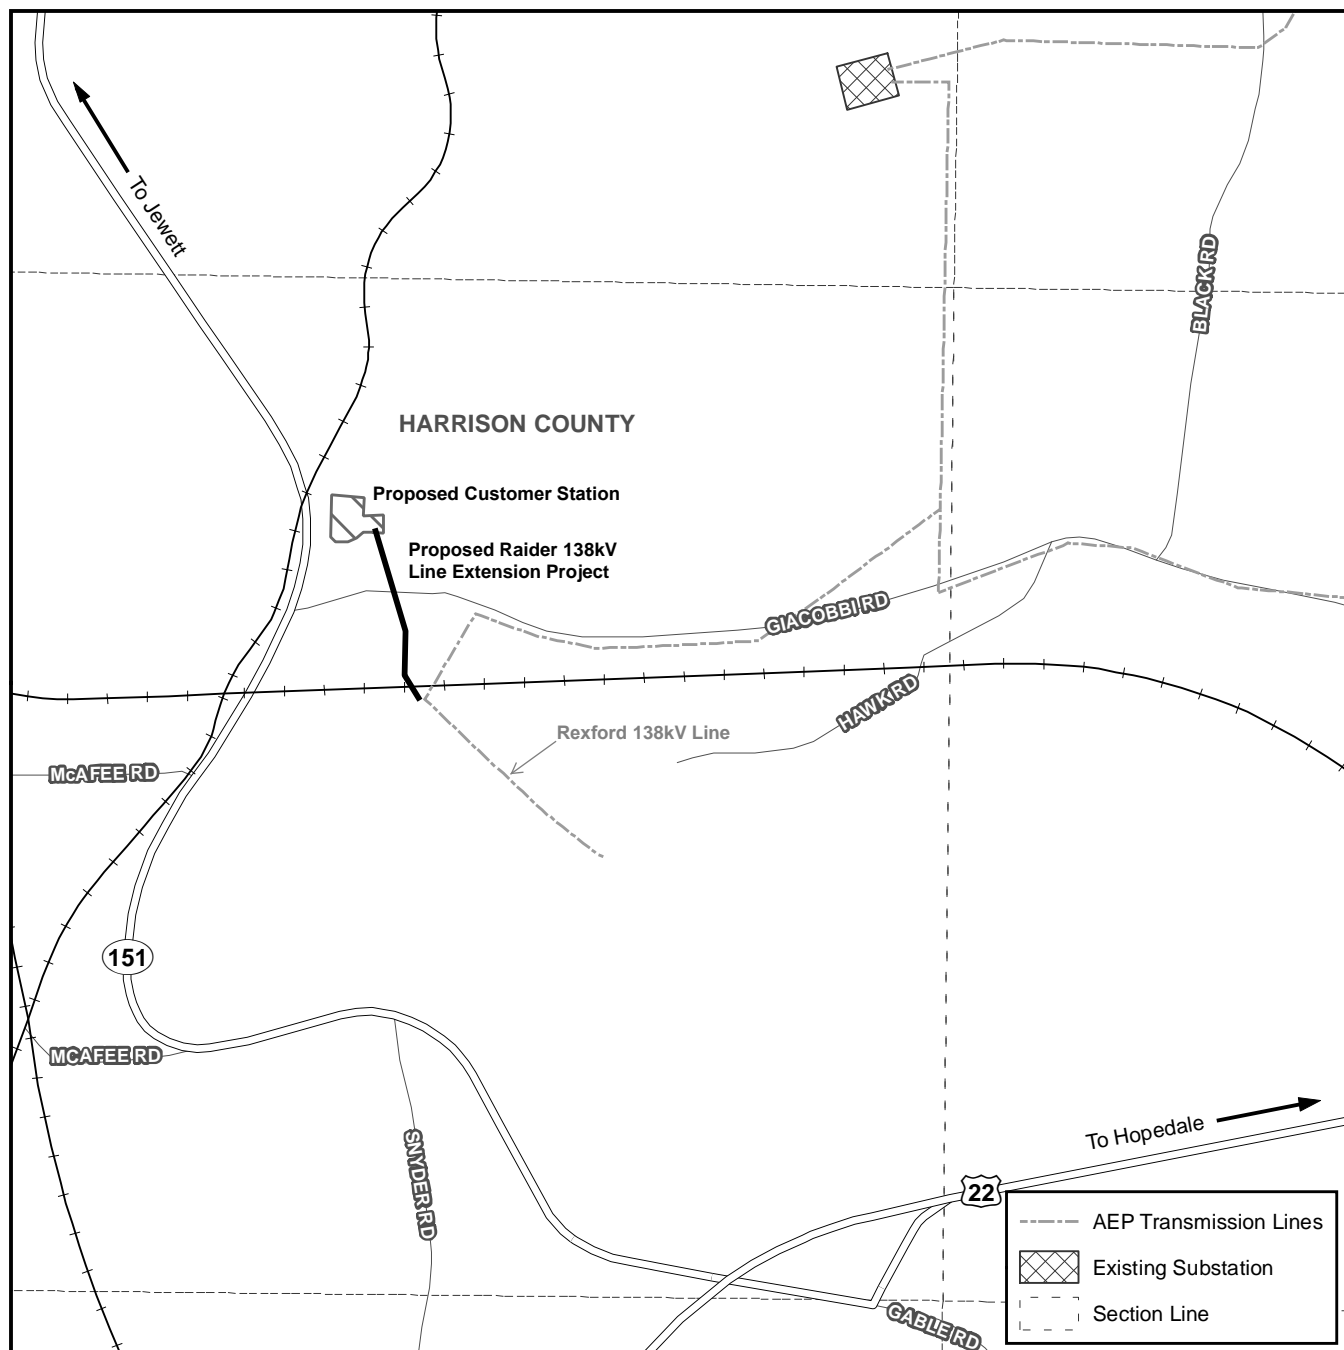 To Jewett
BLACK RD
HARRISON COUNTY
Proposed Customer Station
Proposed Raider 138kV
Line Extension Project
GIACOBBI RD
HAWK RD
Rexford 138kV Line
McAFEE RD
151
MCAFEE RD
SNYDER RD
To Hopedale
22
GABLE RD
AEP Transmission Lines
Existing Substation
Section Line